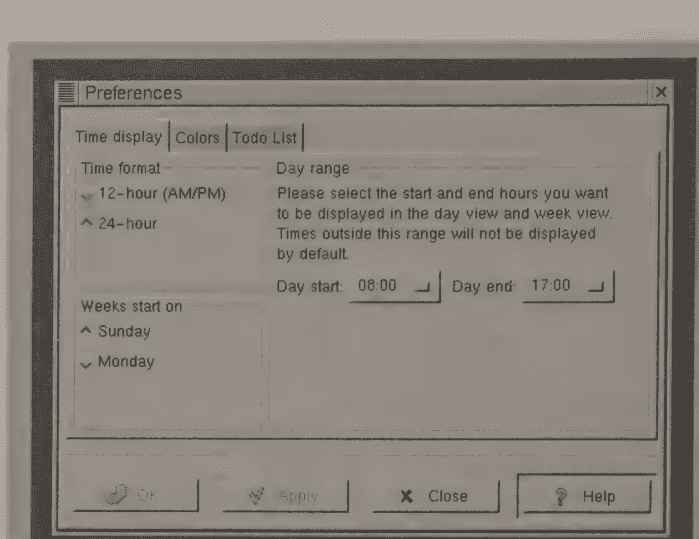 Preferences
Time display Colors Todo List
Time format
12-hour (AM/PM)
24-hour
Weeks start on
Sunday
Monday
Day range
Please select the start and end hours you want
to be displayed in the day view and week view.
Times outside this range will not be displayed
by default.
Day start: 08:00 Day end: 17:00
OK Apply Close Help